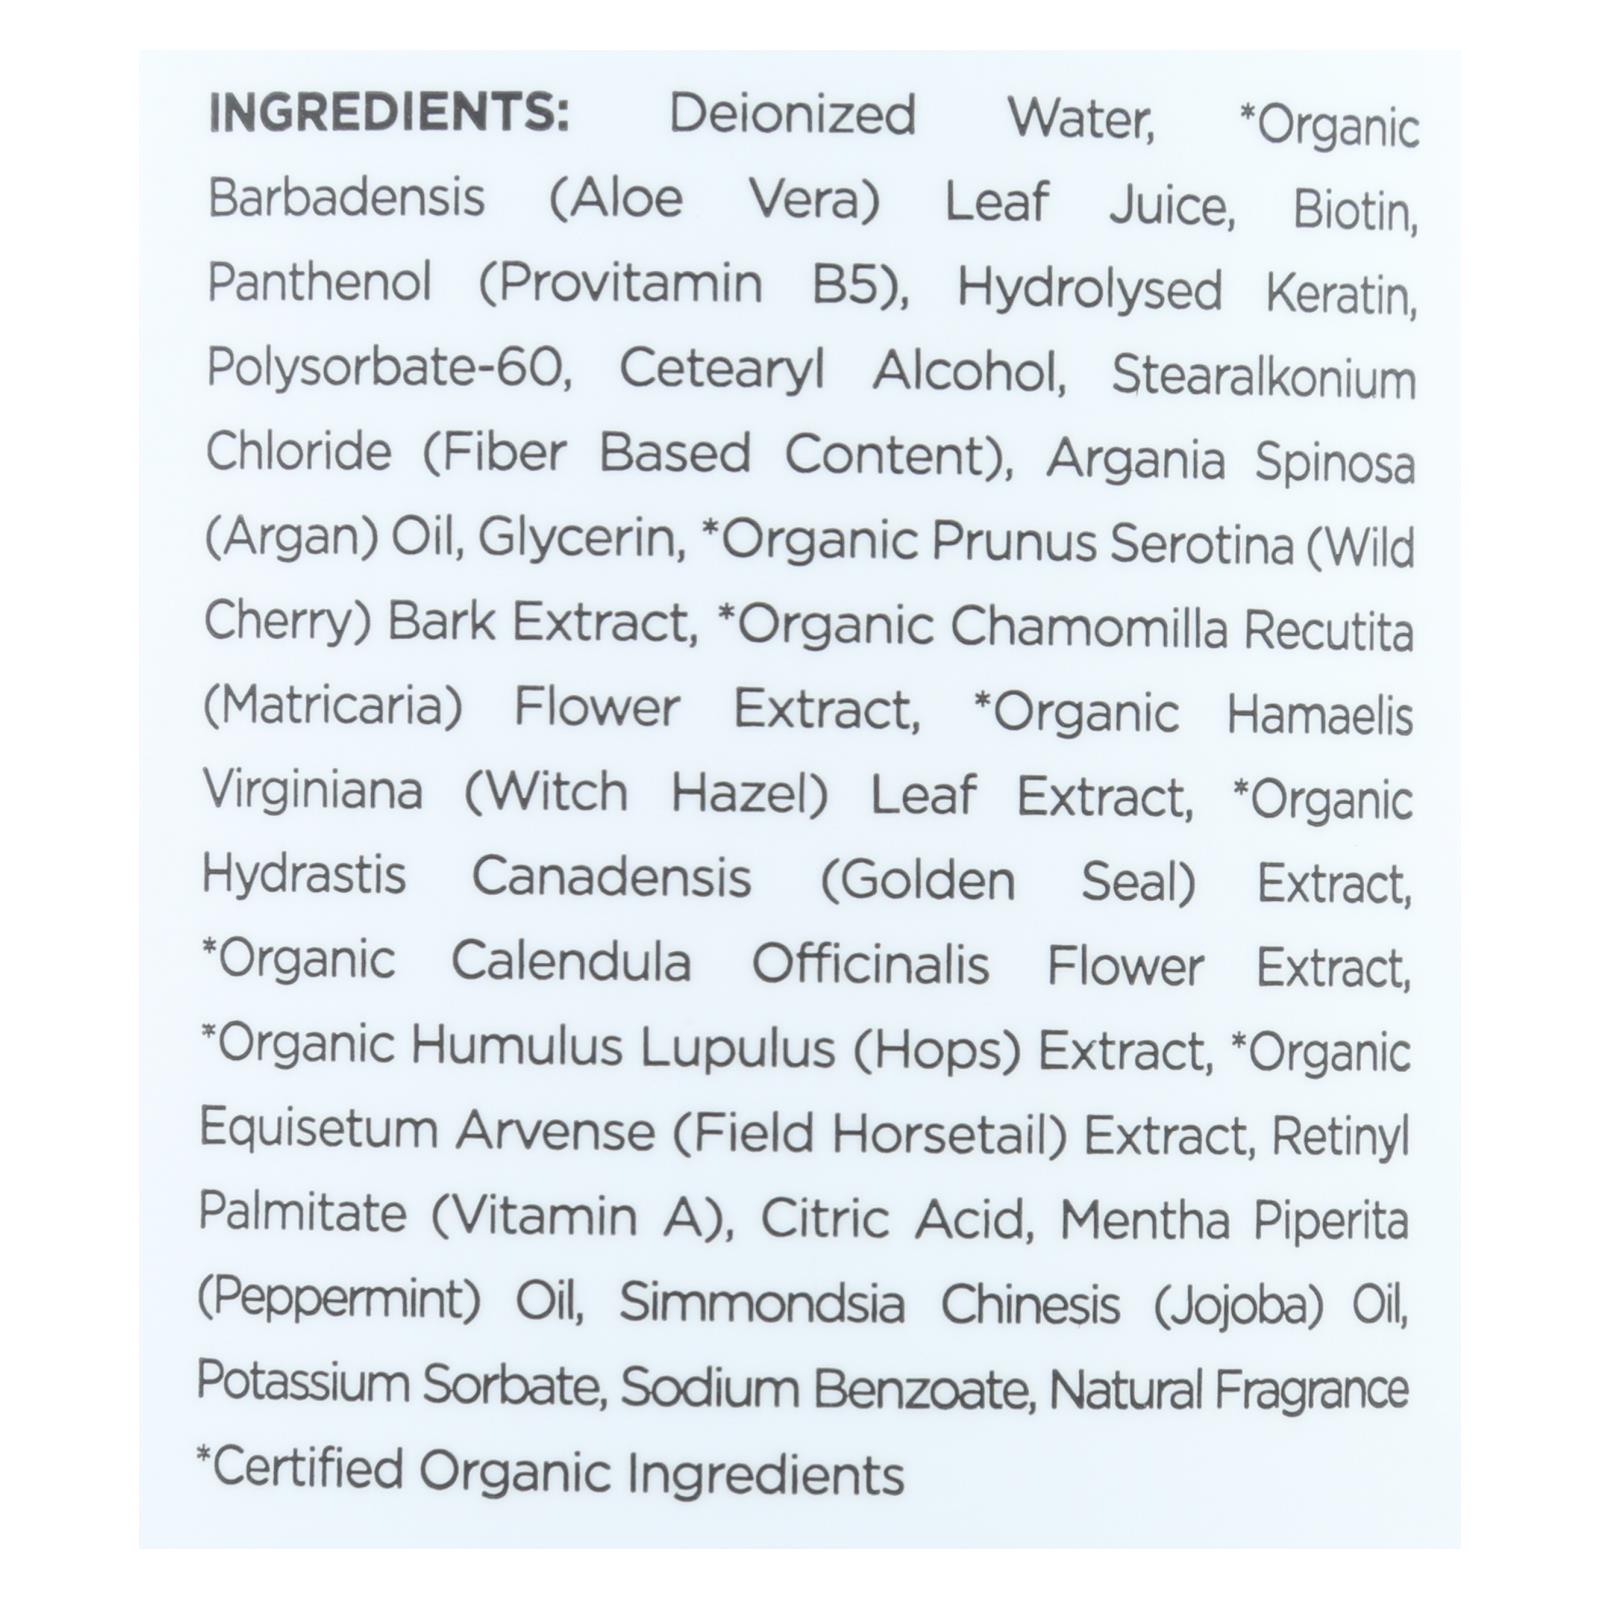 INGREDIENTS: Deionized Water, *Organic
Barbadensis (Aloe Vera) Leaf Juice, Biotin,
Panthenol (Provitamin B5), Hydrolysed Keratin,
Polysorbate-60, Cetearyl Alcohol, Stearalkonium
Chloride (Fiber Based Content), Argania Spinosa
(Argan) Oil, Glycerin, *Organic Prunus Serotina (Wild
Cherry) Bark Extract, *Organic Chamomilla Recutita
(Matricaria) Flower Extract, *Organic Hamaelis
Virginiana (Witch Hazel) Leaf Extract, *Organic
Hydrastis Canadensis (Golden Seal) Extract,
*Organic Calendula Officinalis Flower Extract,
*Organic Humulus Lupulus (Hops) Extract, *Organic
Equisetum Arvense (Field Horsetail) Extract, Retinyl
Palmitate (Vitamin A), Citric Acid, Mentha Piperita
(Peppermint) Oil, Simmondsia Chinesis (Jojoba) Oil,
Potassium Sorbate, Sodium Benzoate, Natural Fragrance
*Certified Organic Ingredients